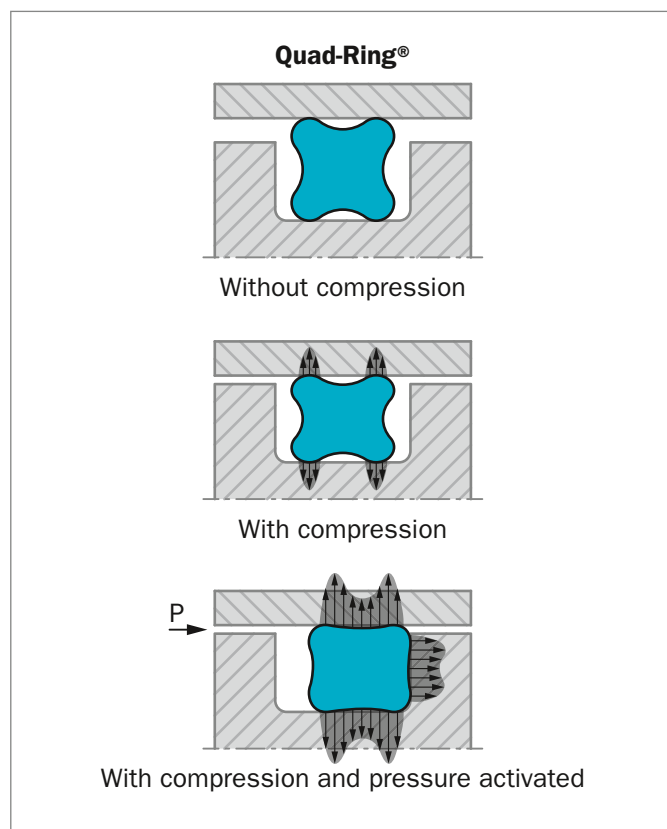 Quad-Ring®
Without compression
With compression
P
With compression and pressure activated